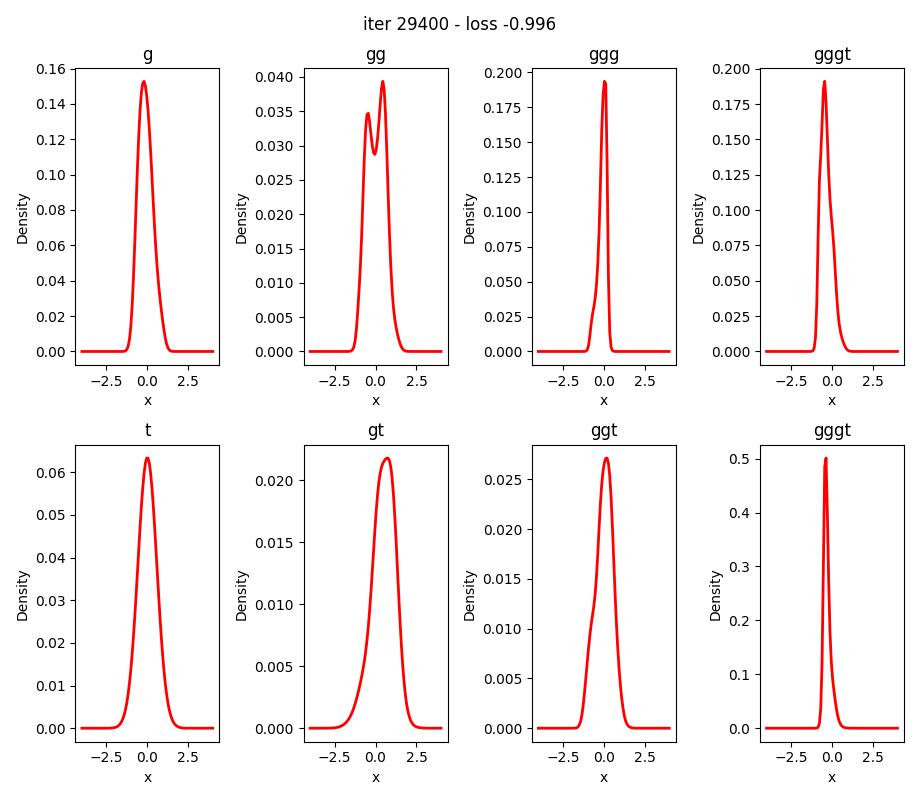 iter 29400 - loss -0.996
g
gg
ggg
gggt
0.16
0.14
0.12
0.10
0.08
0.06
0.04
0.02
0.00
Density
−2.5 0.0 2.5
x
0.040
0.035
0.030
0.025
0.020
0.015
0.010
0.005
0.000
Density
−2.5 0.0 2.5
x
0.200
0.175
0.150
0.125
0.100
0.075
0.050
0.025
0.000
Density
−2.5 0.0 2.5
x
0.200
0.175
0.150
0.125
0.100
0.075
0.050
0.025
0.000
Density
−2.5 0.0 2.5
x
t
gt
ggt
gggt
0.06
0.05
0.04
0.03
0.02
0.01
0.00
Density
−2.5 0.0 2.5
x
0.020
0.015
0.010
0.005
0.000
Density
−2.5 0.0 2.5
x
0.025
0.020
0.015
0.010
0.005
0.000
Density
−2.5 0.0 2.5
x
0.5
0.4
0.3
0.2
0.1
0.0
Density
−2.5 0.0 2.5
x